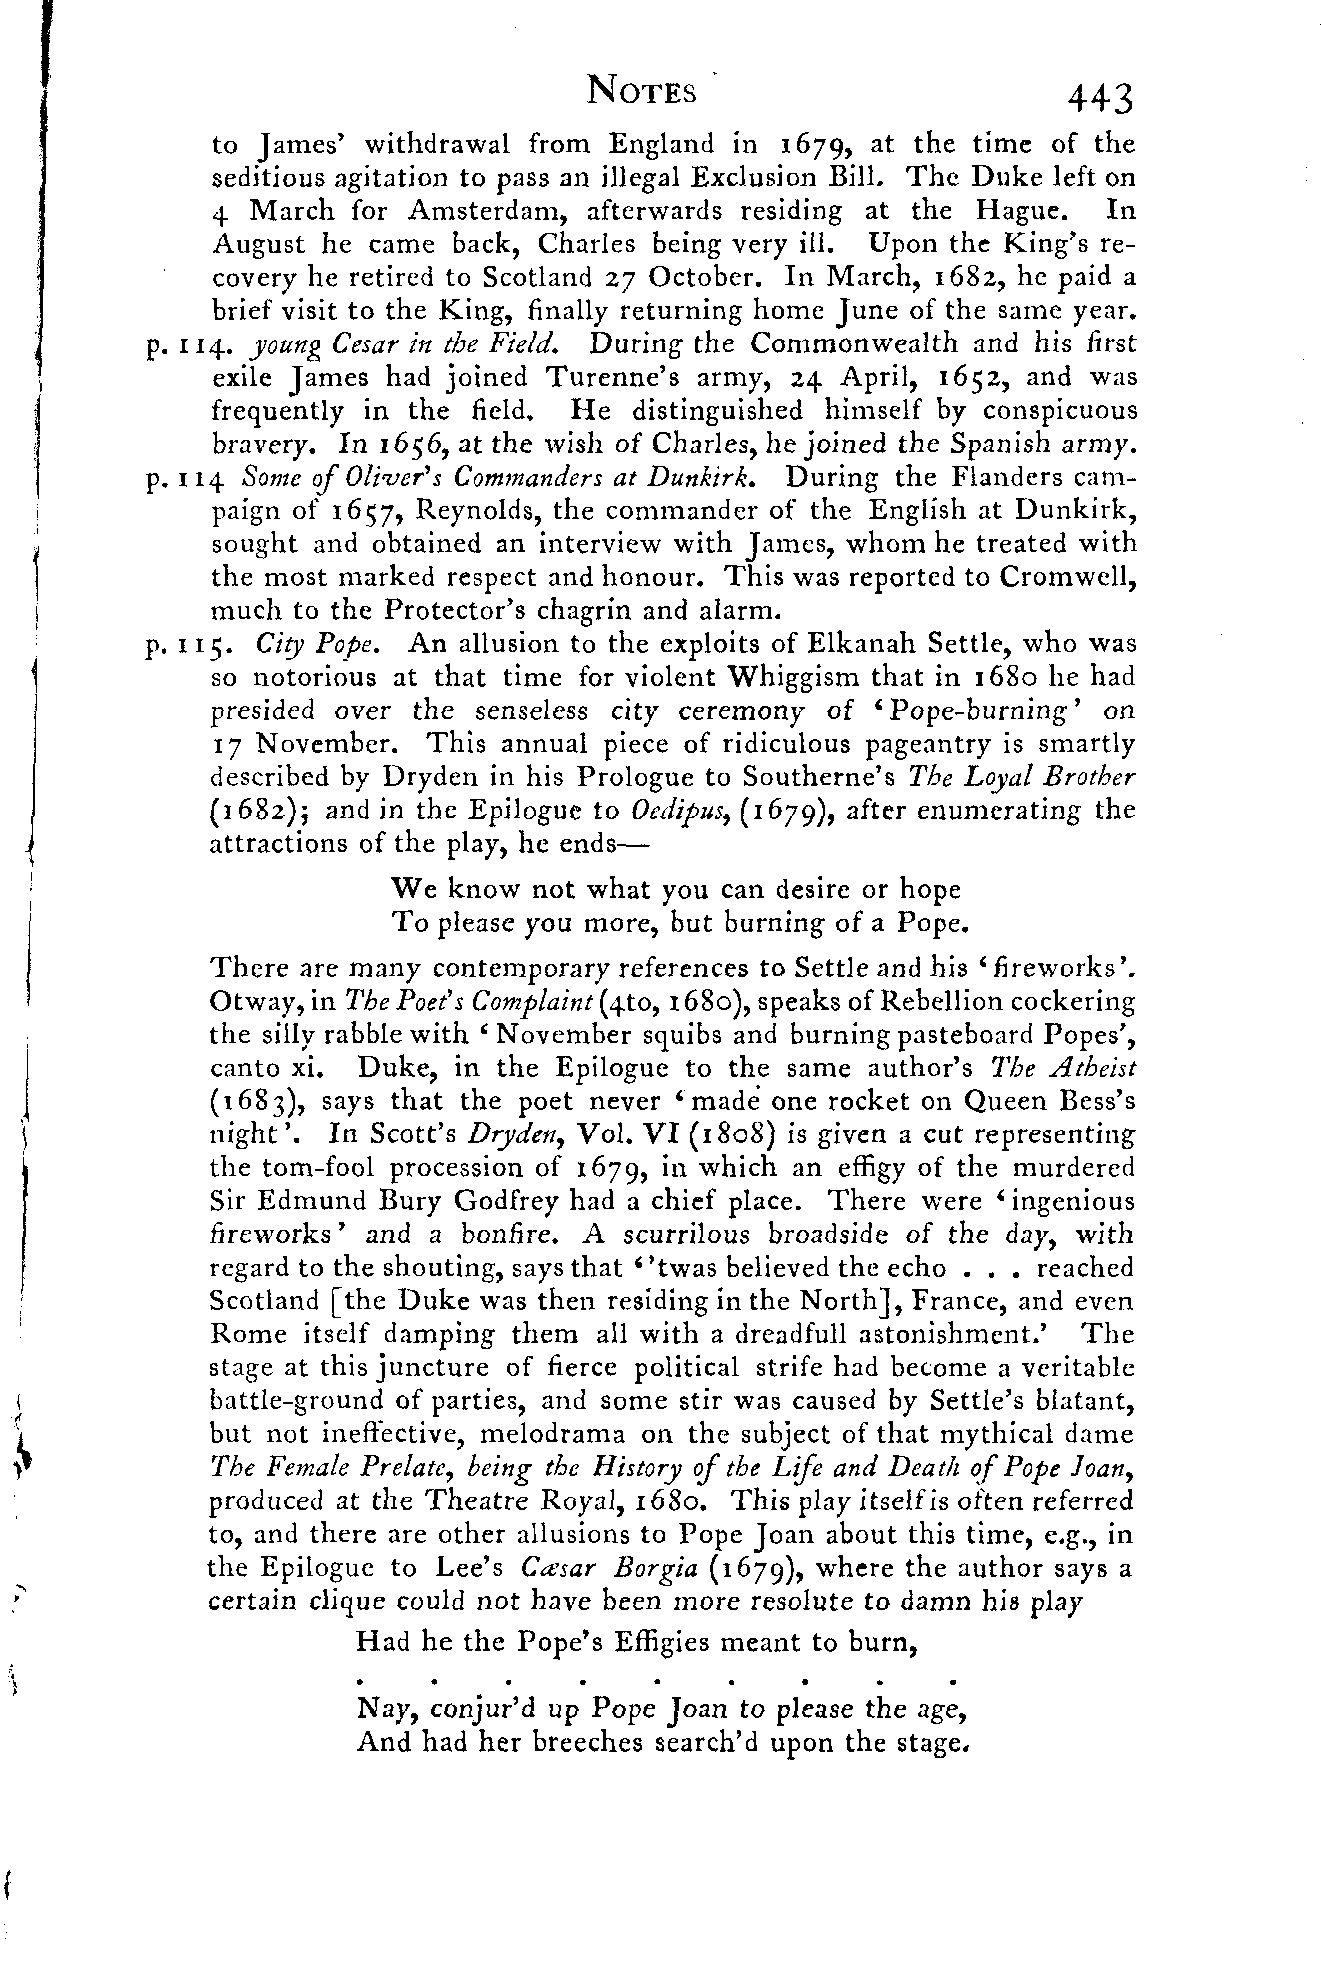 NOTES 443
to James' withdrawal from England in 1679, at the time of the
seditious agitation to pass an illegal Exclusion Bill. The Duke left on
4 March for Amsterdam, afterwards residing at the Hague. In
August he came back, Charles being very ill. Upon the King's re-
covery he retired to Scotland 27 October. In March, 1682, he paid a
brief visit to the King, finally returning home June of the same year.
p. 114. young Cesar in the Field. During the Commonwealth and his first
exile James had joined Turenne's army, 24 April, 1652, and was
frequently in the field. He distinguished himself by conspicuous
bravery. In 1656, at the wish of Charles, he joined the Spanish army.
p. 114 Some of Oliver's Commanders at Dunkirk. During the Flanders cam-
paign of 1657, Reynolds, the commander of the English at Dunkirk,
sought and obtained an interview with James, whom he treated with
the most marked respect and honour. This was reported to Cromwell,
much to the Protector's chagrin and alarm.
p. 115. City Pope. An allusion to the exploits of Elkanah Settle, who was
so notorious at that time for violent Whiggism that in 1680 he had
presided over the senseless city ceremony of ‘Pope-burning’ on
17 November. This annual piece of ridiculous pageantry is smartly
described by Dryden in his Prologue to Southerne's The Loyal Brother
(1682); and in the Epilogue to Oedipus, (1679), after enumerating the
attractions of the play, he ends—
We know not what you can desire or hope
To please you more, but burning of a Pope.
There are many contemporary references to Settle and his ‘fireworks’.
Otway, in The Poet's Complaint (4to, 1680), speaks of Rebellion cockering
the silly rabble with ‘November squibs and burning pasteboard Popes’,
canto xi. Duke, in the Epilogue to the same author's The Atheist
(1683), says that the poet never ‘made one rocket on Queen Bess's
night’. In Scott's Dryden, Vol. VI (1808) is given a cut representing
the tom-fool procession of 1679, in which an effigy of the murdered
Sir Edmund Bury Godfrey had a chief place. There were ‘ingenious
fireworks’ and a bonfire. A scurrilous broadside of the day, with
regard to the shouting, says that ‘'twas believed the echo . . . reached
Scotland [the Duke was then residing in the North], France, and even
Rome itself damping them all with a dreadfull astonishment.’ The
stage at this juncture of fierce political strife had become a veritable
battle-ground of parties, and some stir was caused by Settle's blatant,
but not ineffective, melodrama on the subject of that mythical dame
The Female Prelate, being the History of the Life and Death of Pope Joan,
produced at the Theatre Royal, 1680. This play itself is often referred
to, and there are other allusions to Pope Joan about this time, e.g., in
the Epilogue to Lee's Cæsar Borgia (1679), where the author says a
certain clique could not have been more resolute to damn his play
Had he the Pope's Effigies meant to burn,
. . . . . . . . .
Nay, conjur'd up Pope Joan to please the age,
And had her breeches search'd upon the stage.